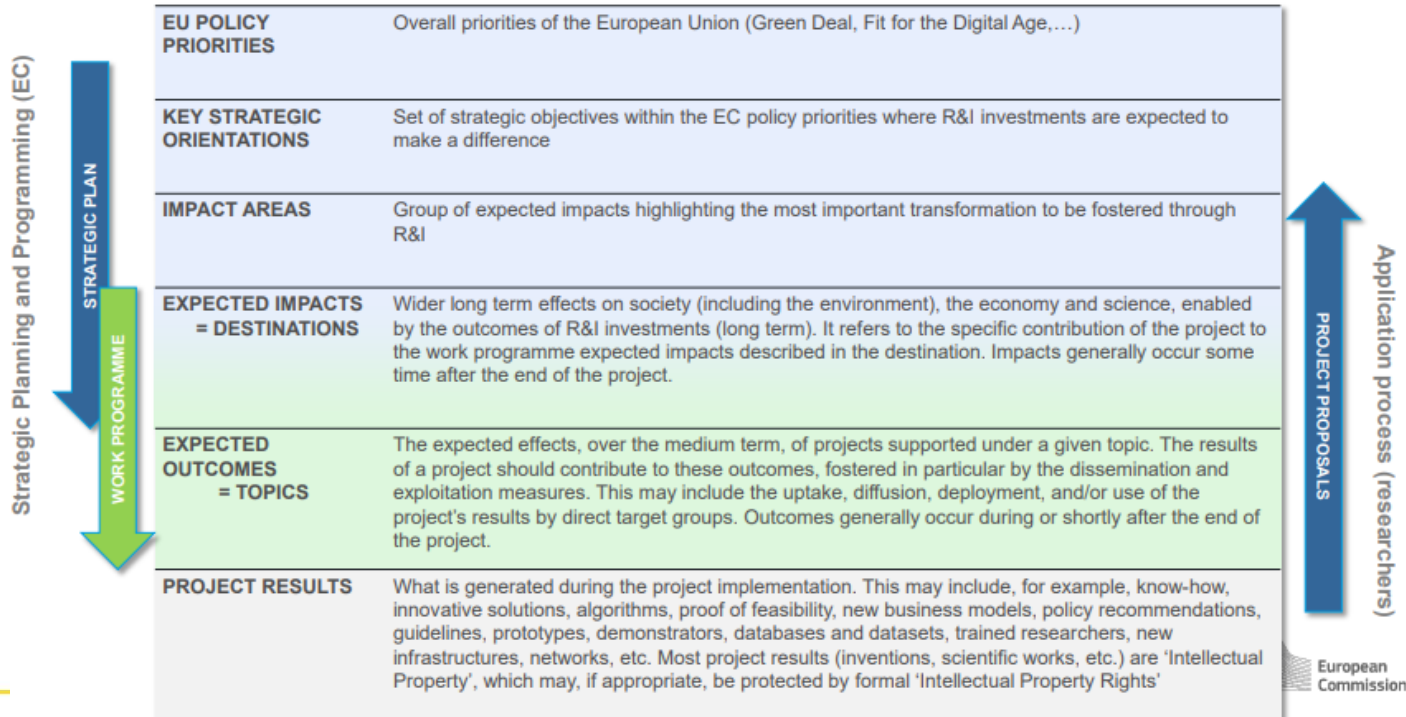 Strategic Planning and Programming (EC)
STRATEGIC PLAN
WORK PROGRAMME
EU POLICY
PRIORITIES
Overall priorities of the European Union (Green Deal, Fit for the Digital Age,…)
KEY STRATEGIC
ORIENTATIONS
Set of strategic objectives within the EC policy priorities where R&I investments are expected to
make a difference
IMPACT AREAS
Group of expected impacts highlighting the most important transformation to be fostered through
R&I
EXPECTED IMPACTS
= DESTINATIONS
Wider long term effects on society (including the environment), the economy and science, enabled
by the outcomes of R&I investments (long term). It refers to the specific contribution of the project to
the work programme expected impacts described in the destination. Impacts generally occur some
time after the end of the project.
EXPECTED
OUTCOMES
= TOPICS
The expected effects, over the medium term, of projects supported under a given topic. The results
of a project should contribute to these outcomes, fostered in particular by the dissemination and
exploitation measures. This may include the uptake, diffusion, deployment, and/or use of the
project's results by direct target groups. Outcomes generally occur during or shortly after the end of
the project.
PROJECT RESULTS
What is generated during the project implementation. This may include, for example, know-how,
innovative solutions, algorithms, proof of feasibility, new business models, policy recommendations,
guidelines, prototypes, demonstrators, databases and datasets, trained researchers, new
infrastructures, networks, etc. Most project results (inventions, scientific works, etc.) are 'Intellectual
Property', which may, if appropriate, be protected by formal 'Intellectual Property Rights'
PROJECT PROPOSALS
Application process (researchers)
European
Commission